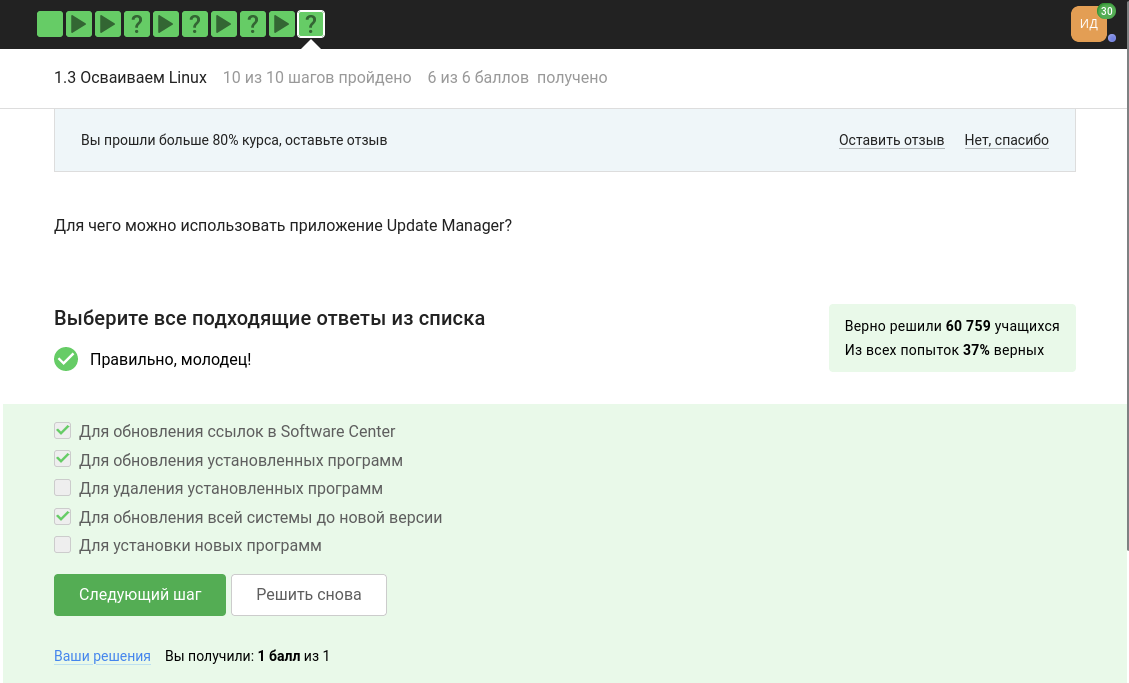 ? ? ? ?
30
ИД
1.3 Осваиваем Linux 10 из 10 шагов пройдено 6 из 6 баллов получено
Вы прошли больше 80% курса, оставьте отзыв Оставить отзыв Нет, спасибо
Для чего можно использовать приложение Update Manager?
Выберите все подходящие ответы из списка
Правильно, молодец!
Верно решили 60 759 учащихся
Из всех попыток 37% верных
Для обновления ссылок в Software Center
Для обновления установленных программ
Для удаления установленных программ
Для обновления всей системы до новой версии
Для установки новых программ
Следующий шаг Решить снова
Ваши решения Вы получили: 1 балл из 1